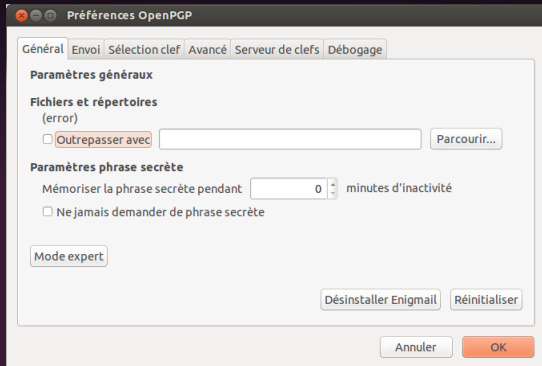 Préférences OpenPGP
Général Envoi Sélection clef Avancé Serveur de clefs Débogage
Paramètres généraux
Fichiers et répertoires
(error)
Outrepasser avec Parcourir...
Paramètres phrase secrète
Mémoriser la phrase secrète pendant 0 minutes d'inactivité
Ne jamais demander de phrase secrète
Mode expert
Désinstaller Enigmail Réinitialiser
Annuler OK